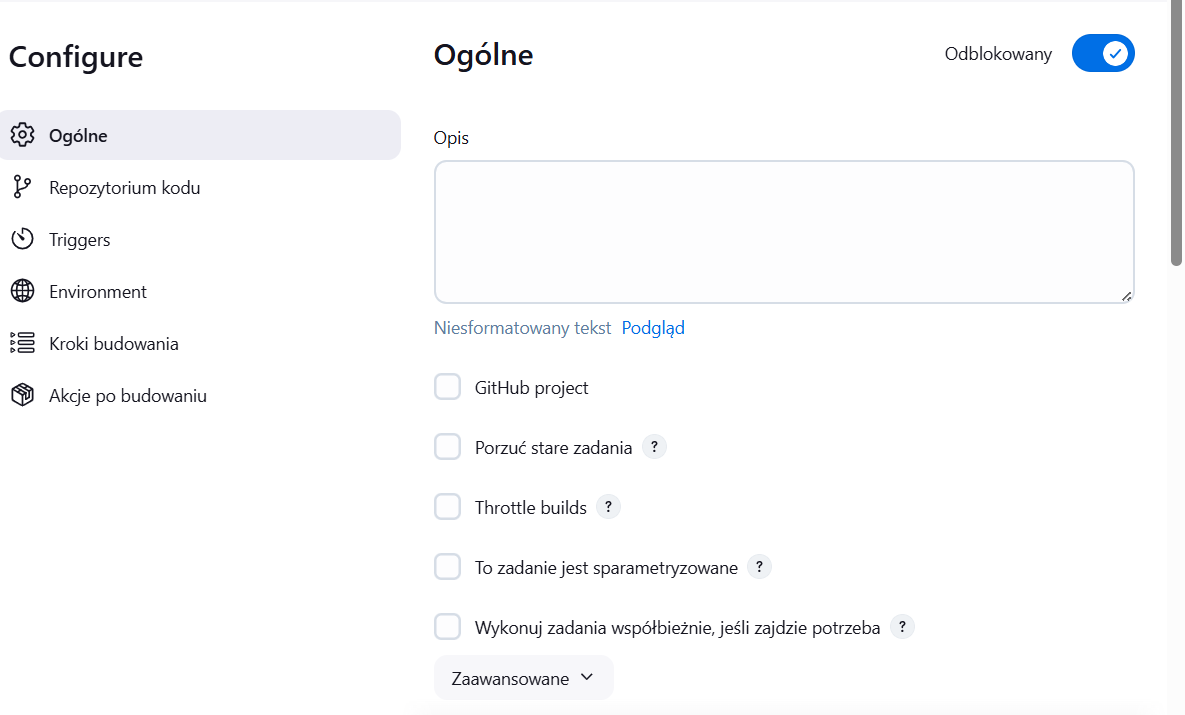 Configure
Ogólne
Repozytorium kodu
Triggers
Environment
Kroki budowania
Akcje po budowaniu
Ogólne
Odblokowany
Opis
Niesformatowany tekst Podgląd
GitHub project
Porzuć stare zadania ?
Throttle builds ?
To zadanie jest sparametryzowane ?
Wykonuj zadania współbieżnie, jeśli zajdzie potrzeba ?
Zaawansowane